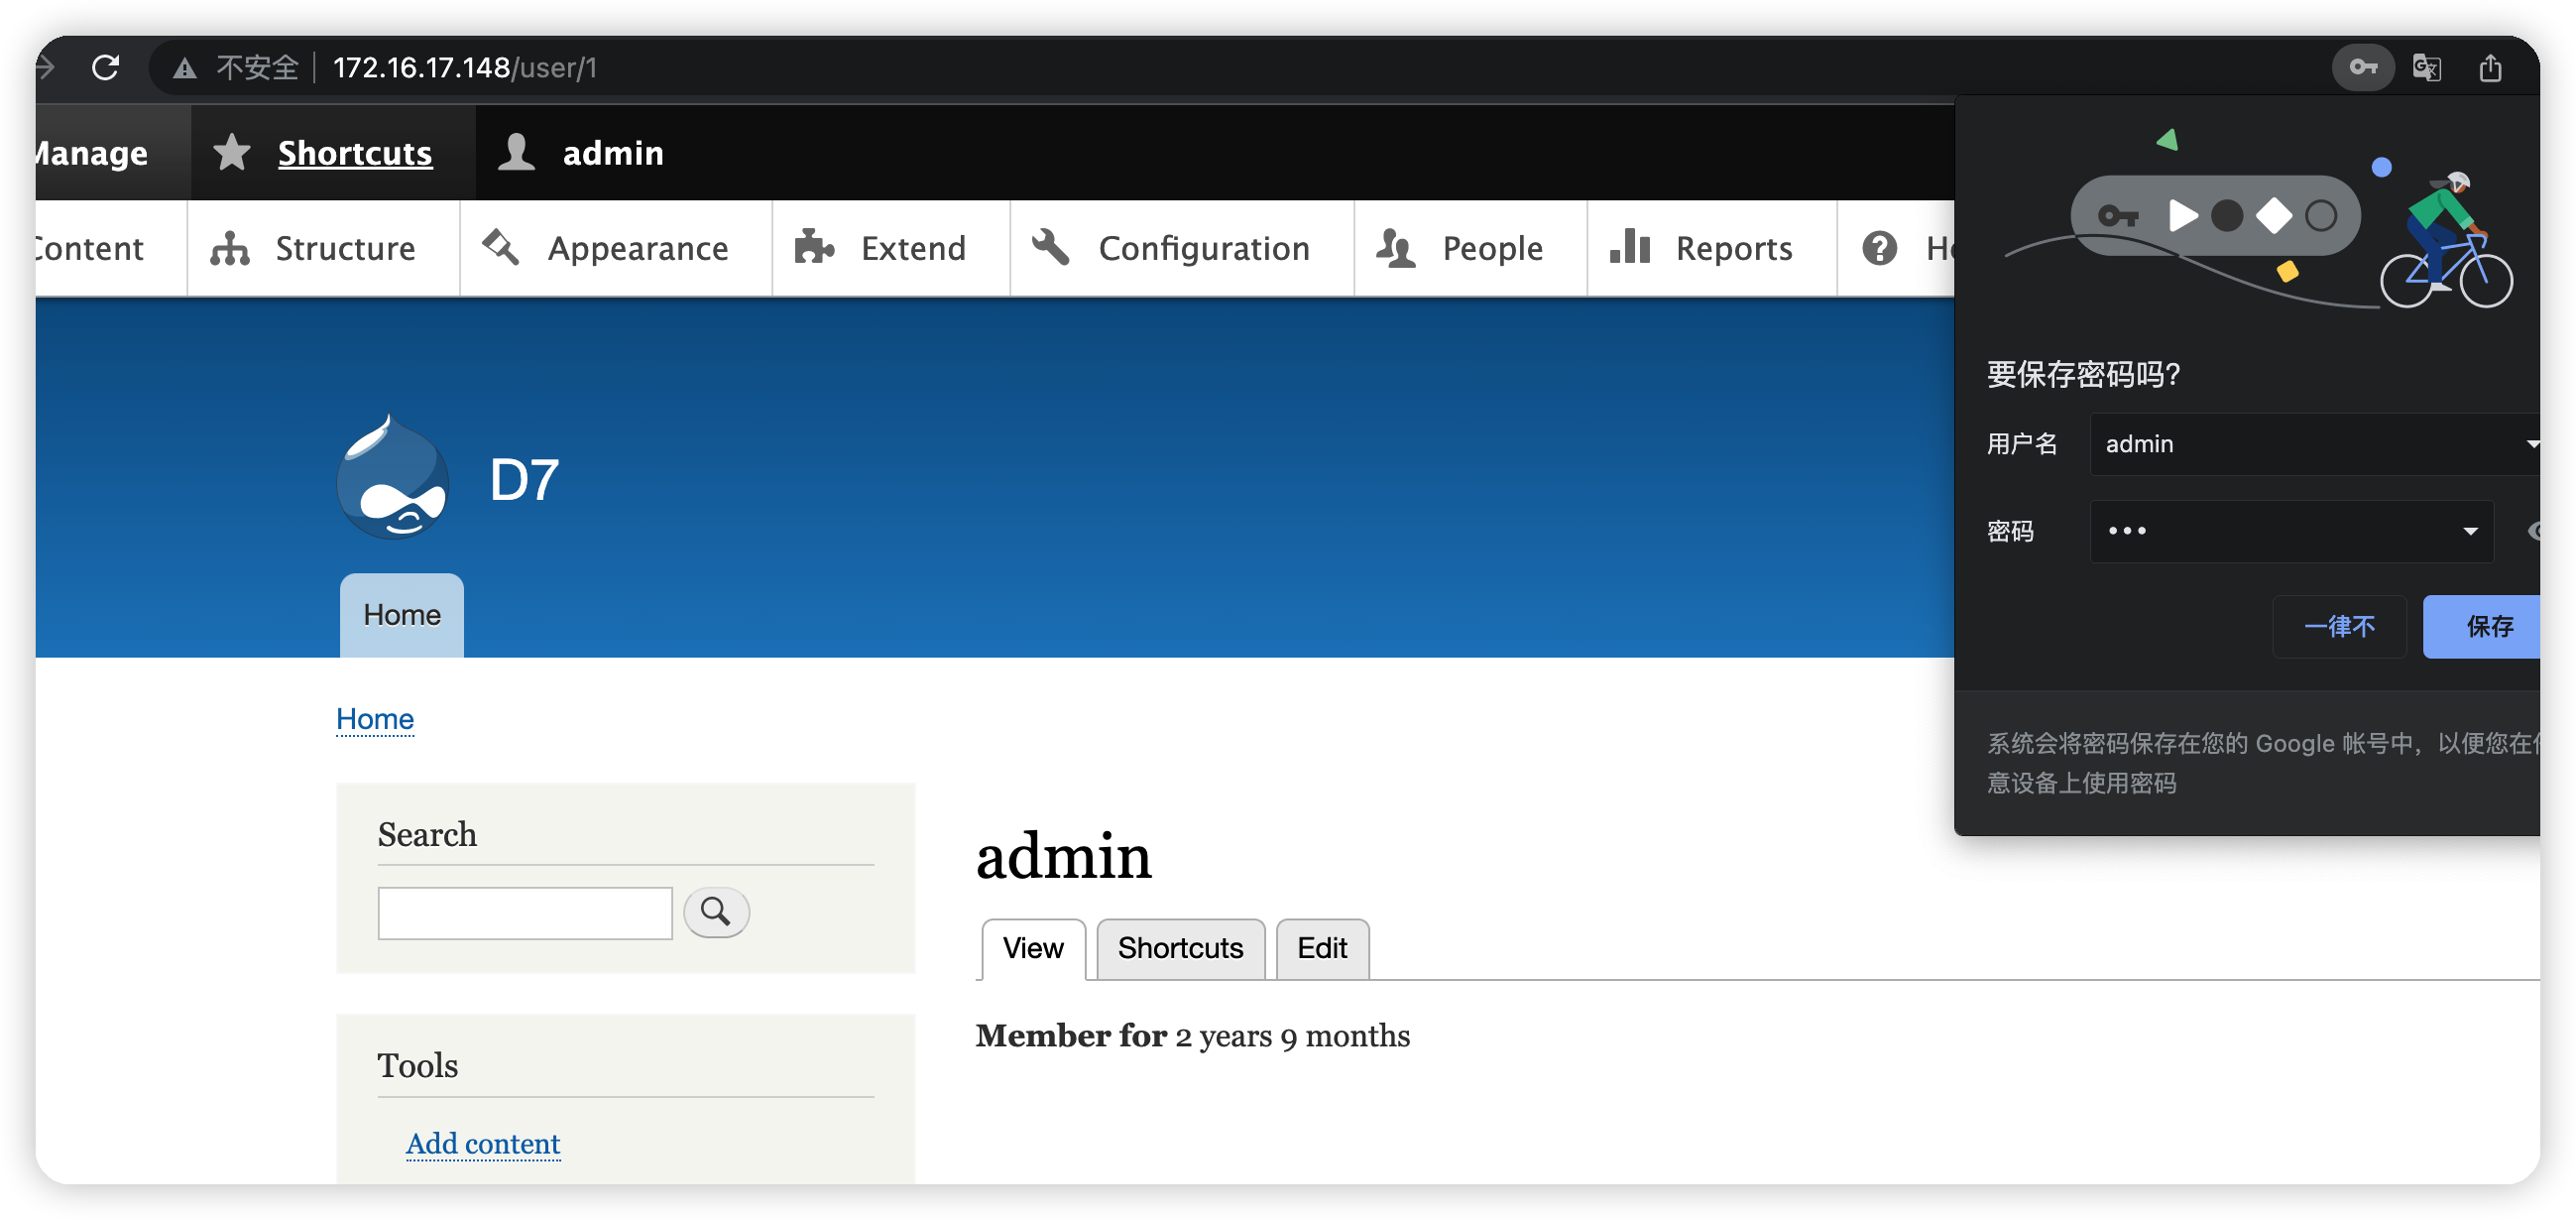 不安全 172.16.17.148/user/1
Manage Shortcuts admin
Content Structure Appearance Extend Configuration People Reports
D7
Home
Home
Search
Tools
Add content
admin
View Shortcuts Edit
Member for 2 years 9 months
要保存密码吗?
用户名 admin
密码 •••
一律不 保存
系统会将密码保存在您的 Google 帐号中，以便您在
意设备上使用密码